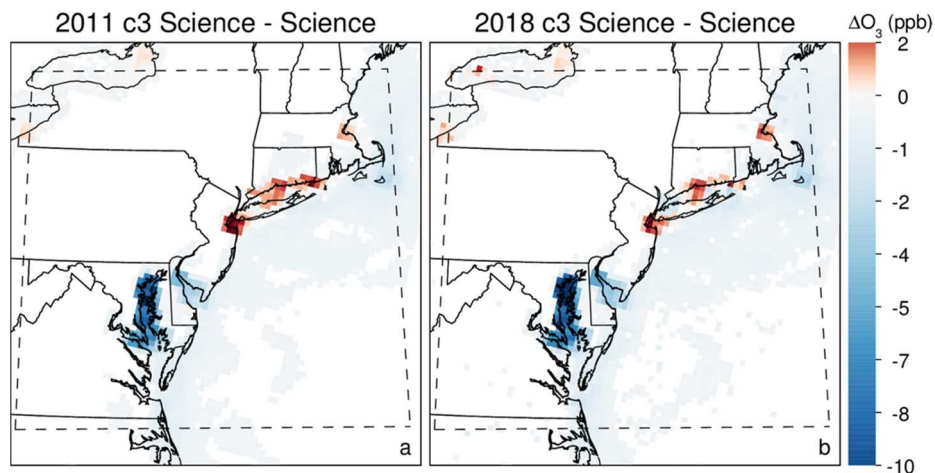 2011 c3 Science - Science
2018 c3 Science - Science
ΔO3 (ppb)
2
0
-1
-2
-4
-5
-7
-8
-10
a
b